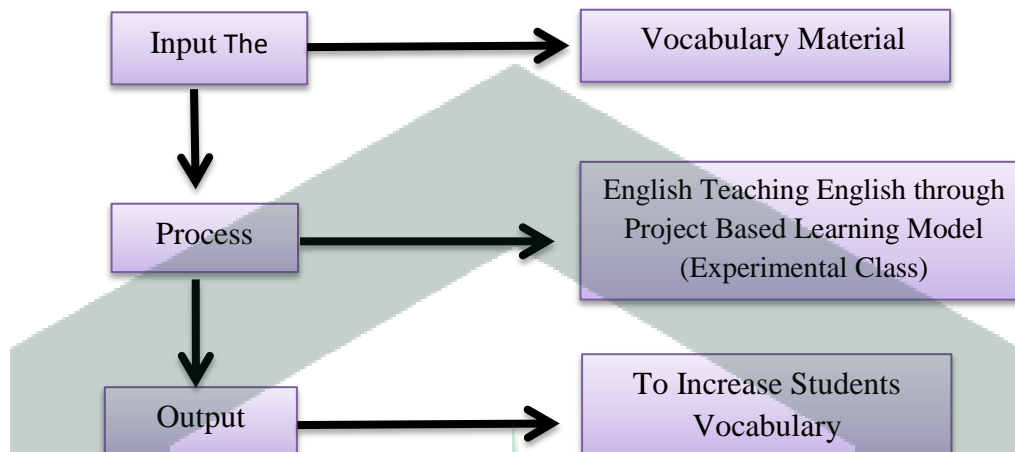 Input The
Vocabulary Material
Process
English Teaching English through
Project Based Learning Model
(Experimental Class)
Output
To Increase Students
Vocabulary